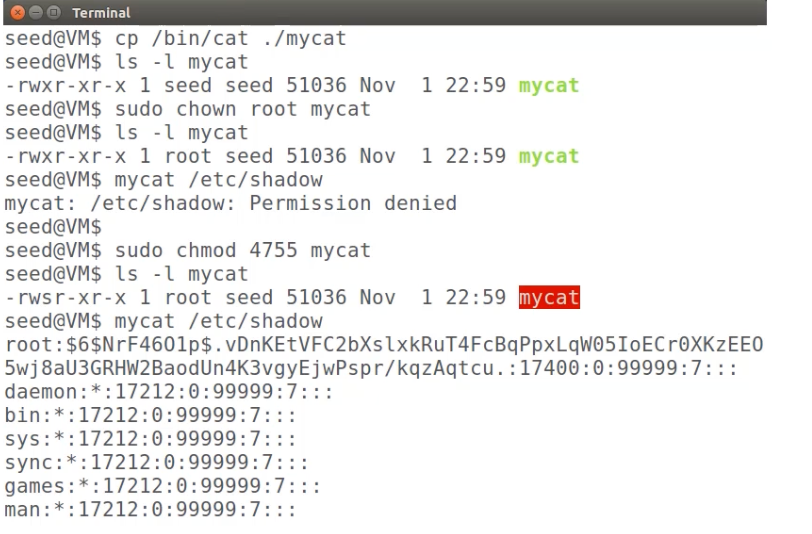 Terminal
seed@VM$ cp /bin/cat ./mycat
seed@VM$ ls -l mycat
-rwxr-xr-x 1 seed seed 51036 Nov  1 22:59 mycat
seed@VM$ sudo chown root mycat
seed@VM$ ls -l mycat
-rwxr-xr-x 1 root seed 51036 Nov  1 22:59 mycat
seed@VM$ mycat /etc/shadow
mycat: /etc/shadow: Permission denied
seed@VM$
seed@VM$ sudo chmod 4755 mycat
seed@VM$ ls -l mycat
-rwsr-xr-x 1 root seed 51036 Nov  1 22:59 mycat
seed@VM$ mycat /etc/shadow
root:$6$NrF46O1p$.vDnKEtVFC2bXslxkRuT4FcBqPpxLqW05IoECr0XKzEEO
5wj8aU3GRHW2BaodUn4K3vgyEjwPspr/kqzAqtcu.:17400:0:99999:7:::
daemon:*:17212:0:99999:7:::
bin:*:17212:0:99999:7:::
sys:*:17212:0:99999:7:::
sync:*:17212:0:99999:7:::
games:*:17212:0:99999:7:::
man:*:17212:0:99999:7:::